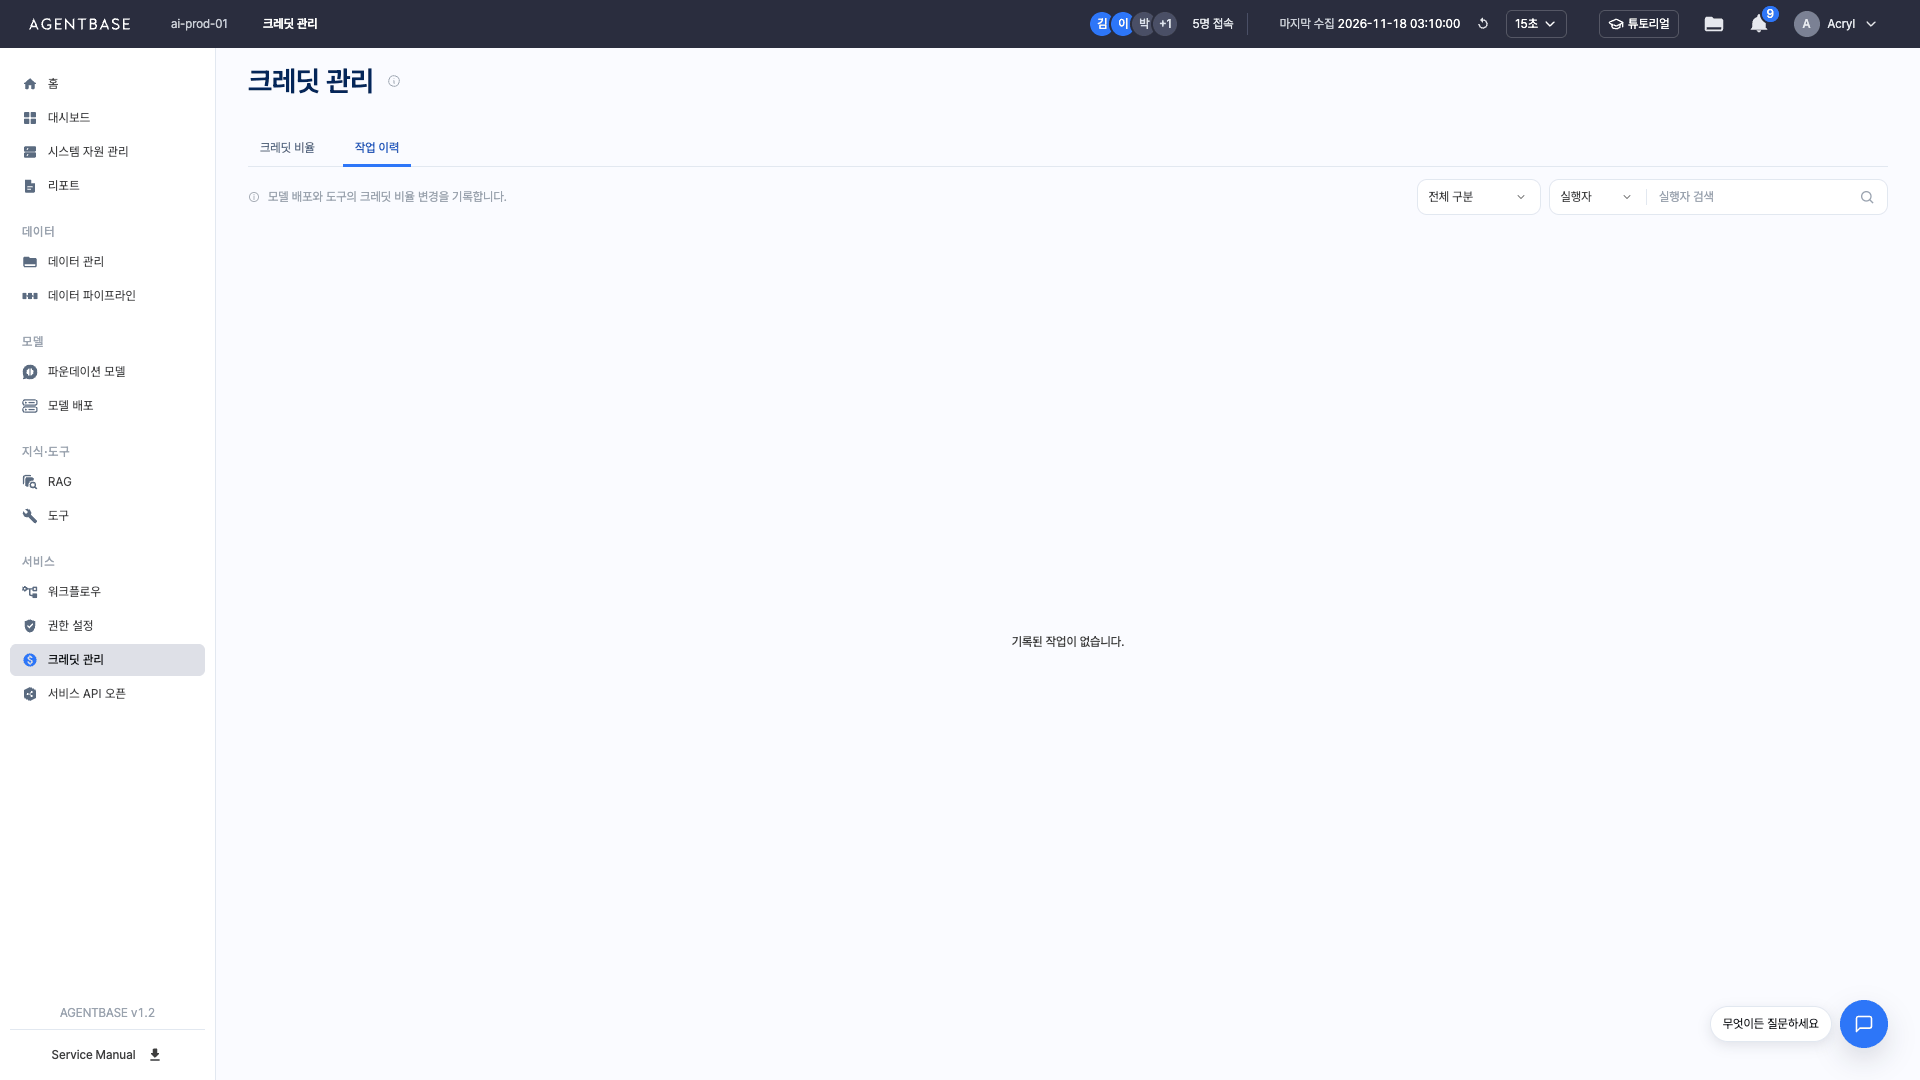 AGENTBASE
ai-prod-01
크레딧 관리
김 이 박 +1 5명 접속
마지막 수집 2026-11-18 03:10:00
15초
튜토리얼
9
A Acryl
홈
대시보드
시스템 자원 관리
리포트
데이터
데이터 관리
데이터 파이프라인
모델
파운데이션 모델
모델 배포
지식·도구
RAG
도구
서비스
워크플로우
권한 설정
크레딧 관리
서비스 API 오픈
AGENTBASE v1.2
Service Manual
크레딧 관리
크레딧 비율
작업 이력
모델 배포와 도구의 크레딧 비율 변경을 기록합니다.
전체 구분
실행자
실행자 검색
기록된 작업이 없습니다.
무엇이든 질문하세요